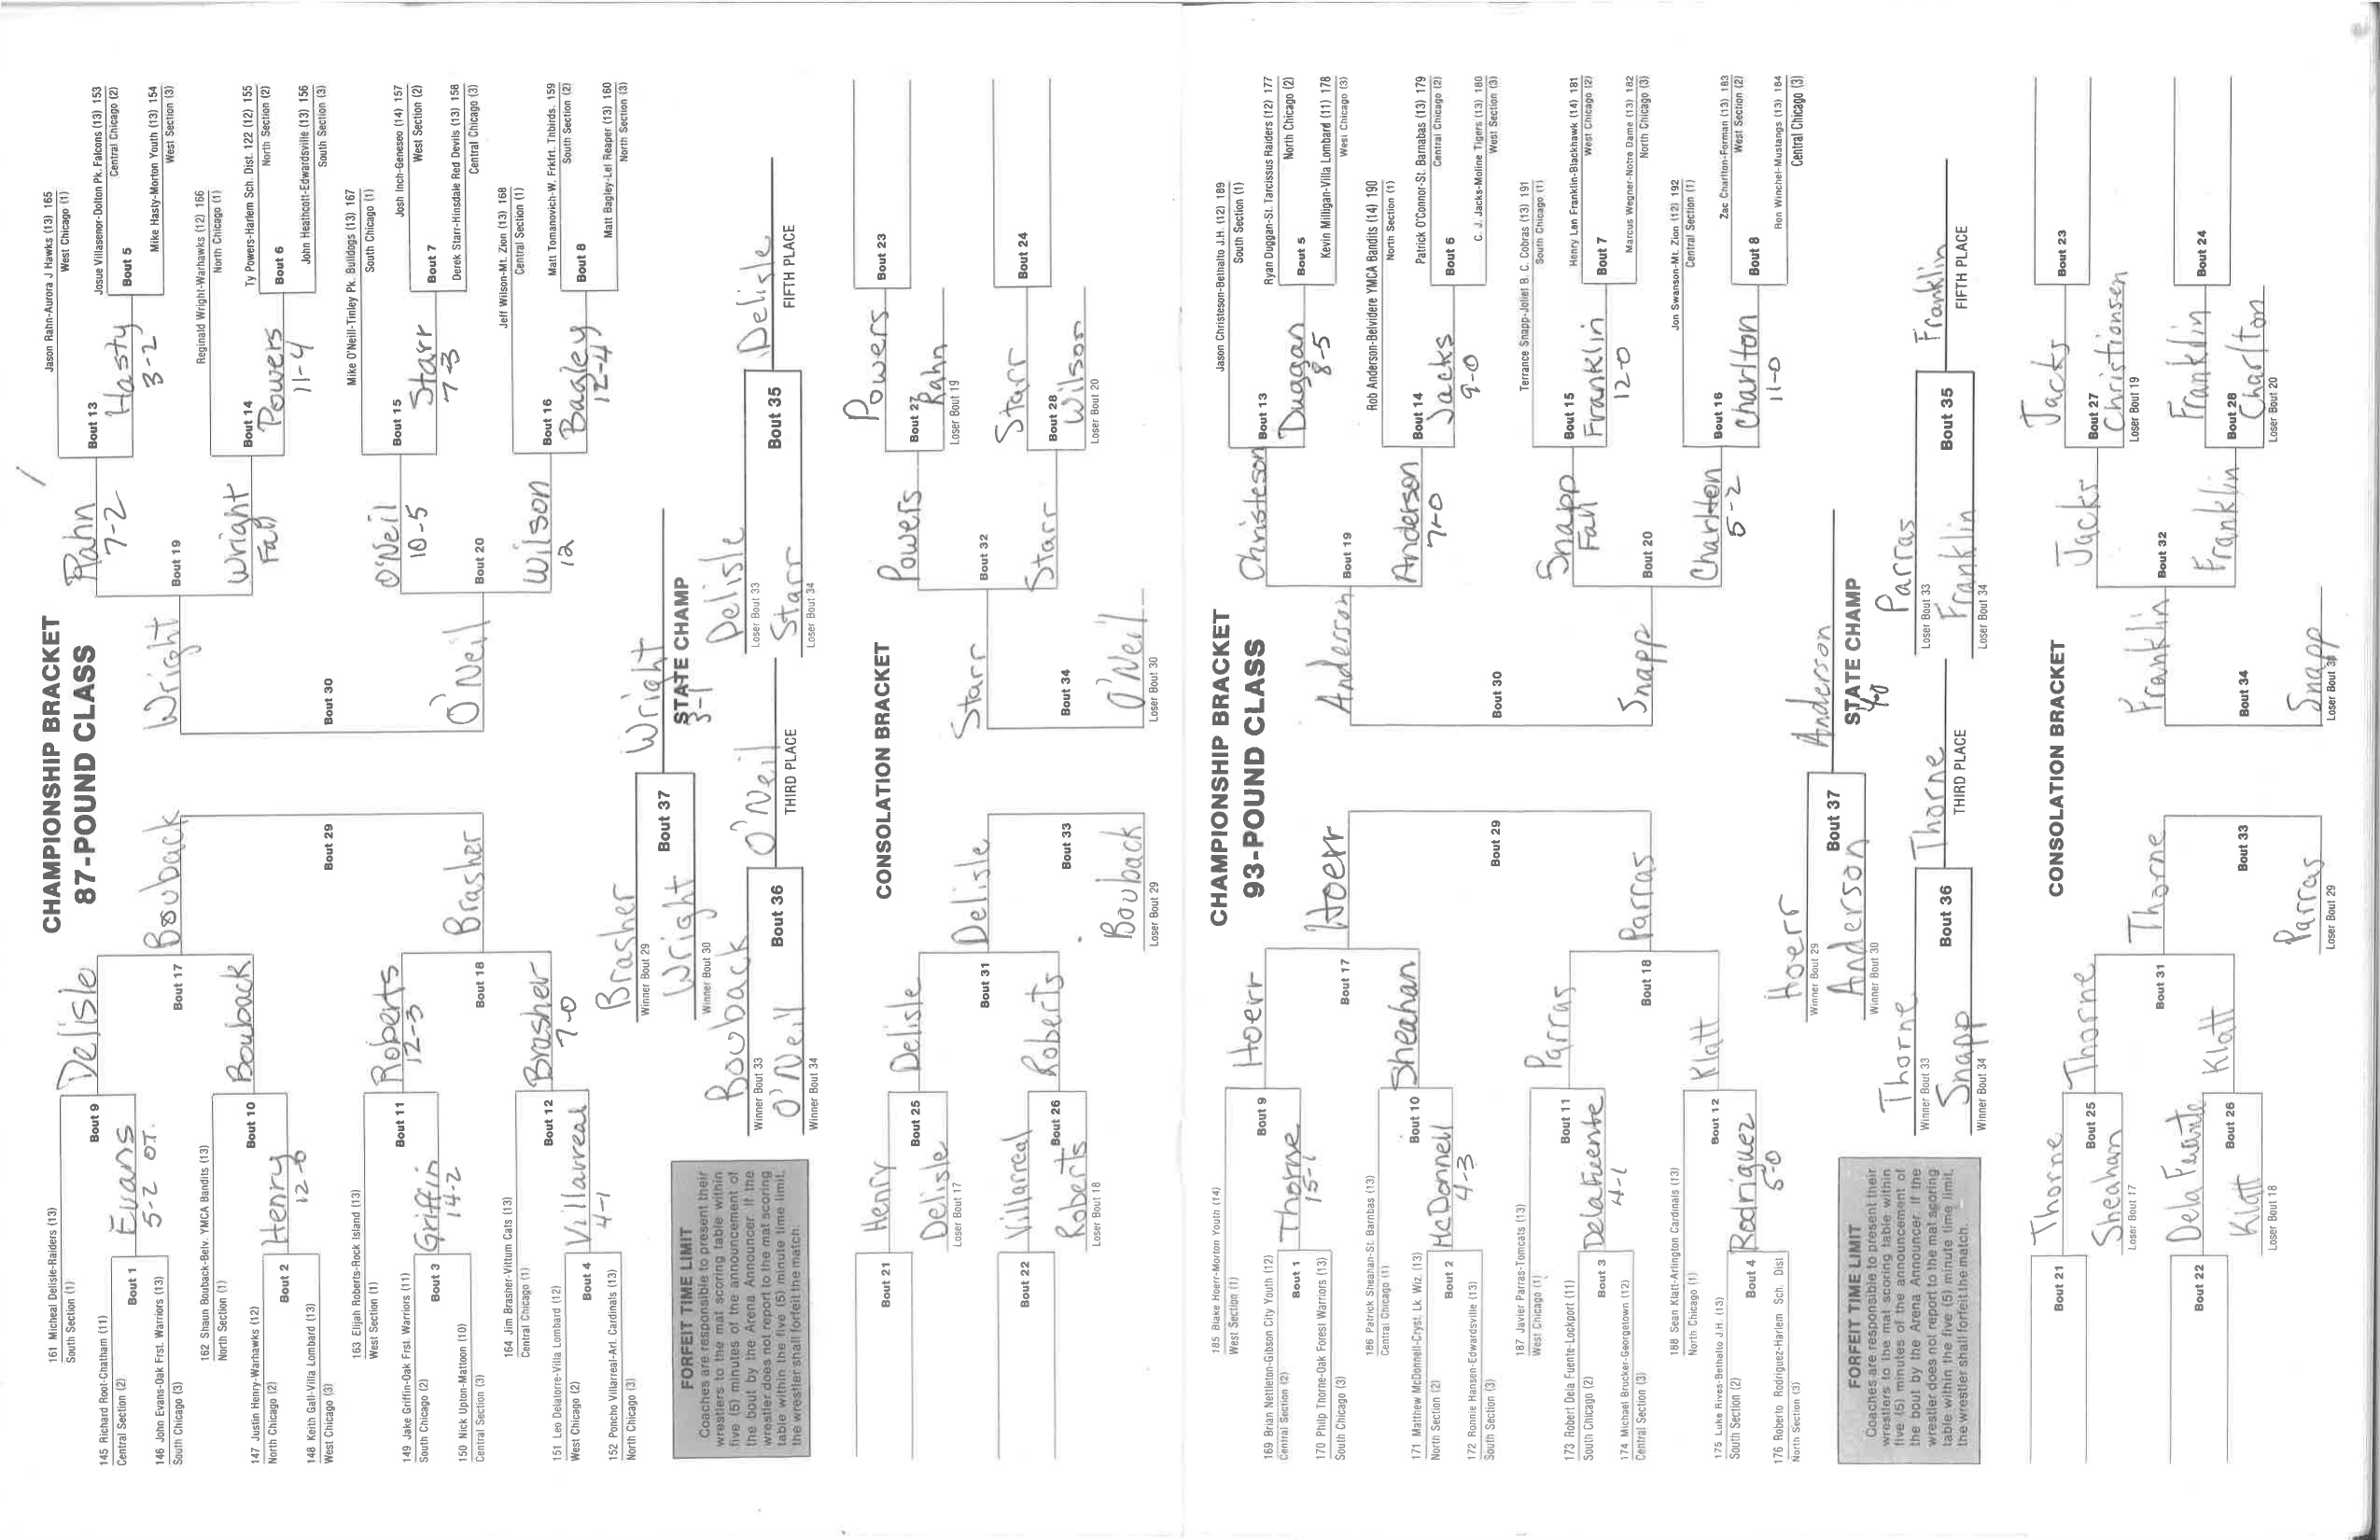 CHAMPIONSHIP BRACKET
87-POUND CLASS
161 Micheal Delisle-Raiders (13)
South Section (1)
Bout 9
Delisle
145 Richard Root-Chatham (11)
Central Section (2)
Bout 1
Evans
5-2 OT.
146 John Evans-Oak Frst. Warriors (13)
South Chicago (3)
Bout 17
Bouback
162 Shaun Bouback-Belv. YMCA Bandits (13)
North Section (1)
Bout 10
Bouback
147 Justin Henry-Warhawks (12)
North Chicago (2)
Bout 2
Henry
148 Keith Gall-Villa Lombard (13)
West Chicago (3)
Bout 29
163 Elijah Roberts-Rock Island (13)
West Section (1)
Bout 11
Roberts
12-3
149 Jake Griffin-Oak Frst. Warriors (11)
South Chicago (2)
Bout 3
Griffin
14-2
150 Nick Upton-Mattoon (10)
Central Section (3)
Bout 18
Brasher
164 Jim Brasher-Vittum Cats (13)
Central Chicago (1)
Bout 12
Brasher
7-0
151 Leo Delatorre-Villa Lombard (12)
West Chicago (2)
Bout 4
Villarreal
4-1
152 Poncho Villarreal-Arl. Cardinals (13)
North Chicago (3)
Jason Rahn-Aurora J Hawks (13) 165
West Chicago (1)
Rahn
7-2
Bout 13
Josue Villasenor-Dolton Pk. Falcons (13) 153
Central Chicago (2)
Hasty
3-2
Bout 5
Mike Hasty-Morton Youth (13) 154
West Section (3)
Wright
Bout 19
Reginald Wright-Warhawks (12) 166
North Chicago (1)
Wright
Fall
Bout 14
Ty Powers-Harlem Sch. Dist. 122 (12) 155
North Section (2)
Powers
11-4
Bout 6
John Heathcott-Edwardsville (13) 156
South Section (3)
Bout 30
Mike O'Neill-Tinley Pk. Bulldogs (13) 167
South Chicago (1)
O'Neil
10-5
Bout 15
Josh Inch-Geneseo (14) 157
West Section (2)
Starr
7-3
Bout 7
Derek Starr-Hinsdale Red Devils (13) 158
Central Chicago (3)
O'Neil
Bout 20
Jeff Wilson-Mt. Zion (13) 168
Central Section (1)
Wilson
12
Bout 16
Matt Tomanovich-W. Frkfrt. Thbirds. 159
South Section (2)
Bagley
12-4
Bout 8
Matt Bagley-Lel Reaper (13) 160
North Section (3)
Brasher
Winner Bout 29
Bout 37
Wright
STATE CHAMP
3-1
Wright
Winner Bout 30
Bouback
Winner Bout 33
Bout 36
O'Neil
THIRD PLACE
O'Neil
Winner Bout 34
Delisle
Loser Bout 33
Bout 35
Delisle
FIFTH PLACE
Starr
Loser Bout 34
FORFEIT TIME LIMIT
Coaches are responsible to present their
wrestlers to the mat scoring table within
five (5) minutes of the announcement of
the bout by the Arena Announcer. If the
wrestler does not report to the mat scoring
table within the five (5) minute time limit,
the wrestler shall forfeit the match.
CONSOLATION BRACKET
Bout 21
Henry
Bout 25
Delisle
Delisle
Loser Bout 17
Bout 31
Delisle
Bout 22
Villarreal
Bout 26
Roberts
Roberts
Loser Bout 18
Bout 33
Bouback
Loser Bout 29
Bout 23
Powers
Bout 27
Powers
Rahn
Loser Bout 19
Bout 32
Starr
Bout 24
Starr
Bout 28
Starr
Wilson
Loser Bout 20
Bout 34
O'Neil
Loser Bout 30
CHAMPIONSHIP BRACKET
93-POUND CLASS
185 Blake Hoerr-Morton Youth (14)
West Section (1)
Bout 9
Hoerr
169 Brian Nettleton-Gibson City Youth (12)
Central Section (2)
Bout 1
Thorne
15-1
170 Philp Thorne-Oak Forest Warriors (13)
South Chicago (3)
Bout 17
Hoerr
186 Patrick Sheahan-St. Barnbas (13)
Central Chicago (1)
Bout 10
Sheahan
171 Matthew McDonnell-Cryst. Lk. Wiz. (13)
North Section (2)
Bout 2
McDonnell
4-3
172 Ronnie Hansen-Edwardsville (13)
South Section (3)
Bout 29
187 Javier Parras-Tomcats (13)
West Chicago (1)
Bout 11
Parras
173 Robert Dela Fuente-Lockport (11)
South Chicago (2)
Bout 3
Dela Fuente
4-1
174 Michael Brucker-Georgetown (12)
Central Section (3)
Bout 18
Parras
188 Sean Klatt-Arlington Cardinals (13)
North Chicago (1)
Bout 12
Klatt
175 Luke Rives-Bethalto J.H. (13)
South Section (2)
Bout 4
Rodriguez
5-0
176 Roberto Rodriguez-Harlem Sch. Dist
North Section (3)
Jason Christeson-Bethalto J.H. (12) 189
South Section (1)
Christeson
Bout 13
Ryan Duggan-St. Tarcissus Raiders (12) 177
North Chicago (2)
Duggan
8-5
Bout 5
Kevin Milligan-Villa Lombard (11) 178
West Chicago (3)
Anderson
Bout 19
Rob Anderson-Belvidere YMCA Bandits (14) 190
North Section (1)
Anderson
7-0
Bout 14
Patrick O'Connor-St. Barnabas (13) 179
Central Chicago (2)
Jacks
9-0
Bout 6
C. J. Jacks-Moline Tigers (13) 180
West Section (3)
Bout 30
Terrance Snapp-Joliet B. C. Cobras (13) 191
South Chicago (1)
Snapp
Fall
Bout 15
Henry Len Franklin-Blackhawk (14) 181
West Chicago (2)
Franklin
12-0
Bout 7
Marcus Wegner-Notre Dame (13) 182
North Chicago (3)
Snapp
Bout 20
Jon Swanson-Mt. Zion (12) 192
Central Section (1)
Charlton
5-2
Bout 16
Zac Charlton-Forman (13) 183
West Section (2)
Charlton
11-0
Bout 8
Ron Winchel-Mustangs (13) 184
Central Chicago (3)
Hoerr
Winner Bout 29
Bout 37
Anderson
STATE CHAMP
Anderson
Winner Bout 30
Thorne
Winner Bout 33
Bout 36
Thorne
THIRD PLACE
Snapp
Winner Bout 34
Parras
Loser Bout 33
Bout 35
Franklin
FIFTH PLACE
Franklin
Loser Bout 34
FORFEIT TIME LIMIT
Coaches are responsible to present their
wrestlers to the mat scoring table within
five (5) minutes of the announcement of
the bout by the Arena Announcer. If the
wrestler does not report to the mat scoring
table within the five (5) minute time limit,
the wrestler shall forfeit the match.
CONSOLATION BRACKET
Bout 21
Thorne
Bout 25
Thorne
Sheaham
Loser Bout 17
Bout 31
Thorne
Bout 22
Dela Fuente
Bout 26
Klatt
Klatt
Loser Bout 18
Bout 33
Parras
Loser Bout 29
Bout 23
Jacks
Bout 27
Jacks
Christionsen
Loser Bout 19
Bout 32
Franklin
Bout 24
Franklin
Bout 28
Franklin
Charlton
Loser Bout 20
Bout 34
Snapp
Loser Bout 30